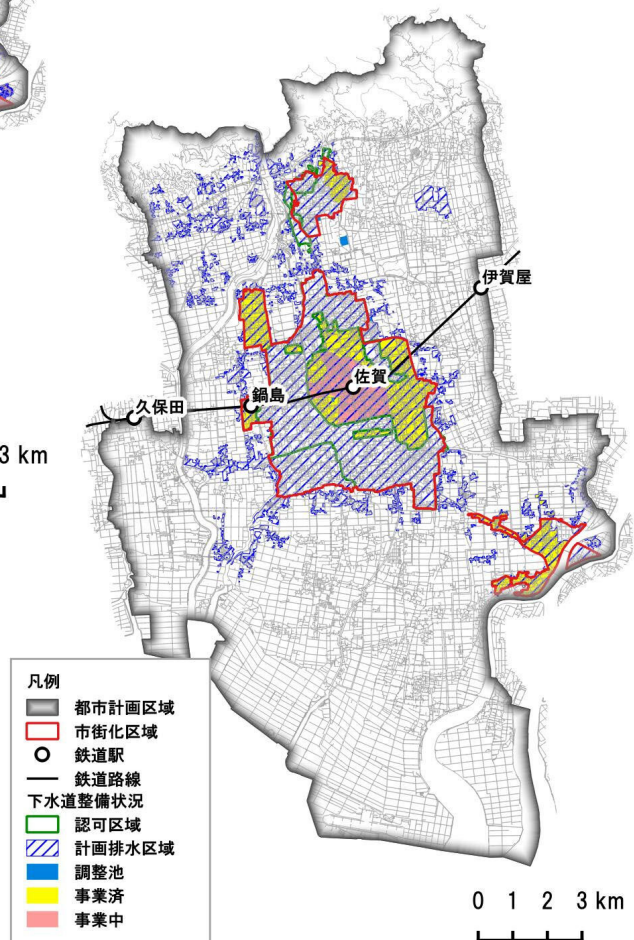 伊賀屋
佐賀
鍋島
久保田
3 km
凡例
都市計画区域
市街化区域
鉄道駅
鉄道路線
下水道整備状況
認可区域
計画排水区域
調整池
事業済
事業中
0 1 2 3 km